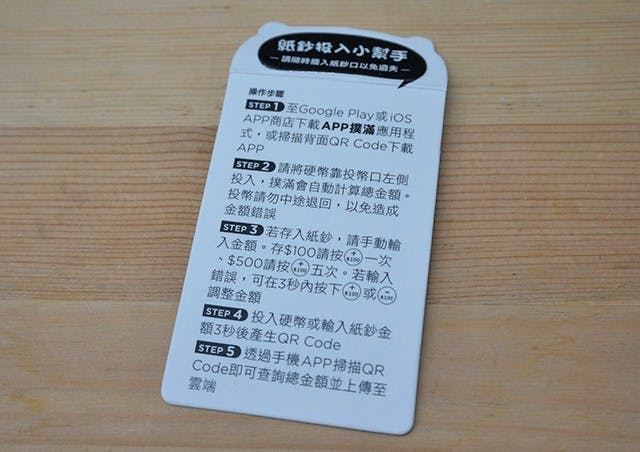 紙鈔投入小幫手
— 請隨時插入紙鈔口以免遺失 —
操作步驟
STEP 1 至Google Play或iOS
APP商店下載APP撲滿應用程
式，或掃描背面QR Code下載
APP
STEP 2 請將硬幣靠投幣口左側
投入，撲滿會自動計算總金額。
投幣請勿中途退回，以免造成
金額錯誤
STEP 3 若存入紙鈔，請手動輸
入金額。存$100請按+$100一次
、$500請按+$100五次。若輸入
錯誤，可在3秒內按下+$100或-$100
調整金額
STEP 4 投入硬幣或輸入紙鈔金
額3秒後產生QR Code
STEP 5 透過手機APP掃描QR
Code即可查詢總金額並上傳至
雲端